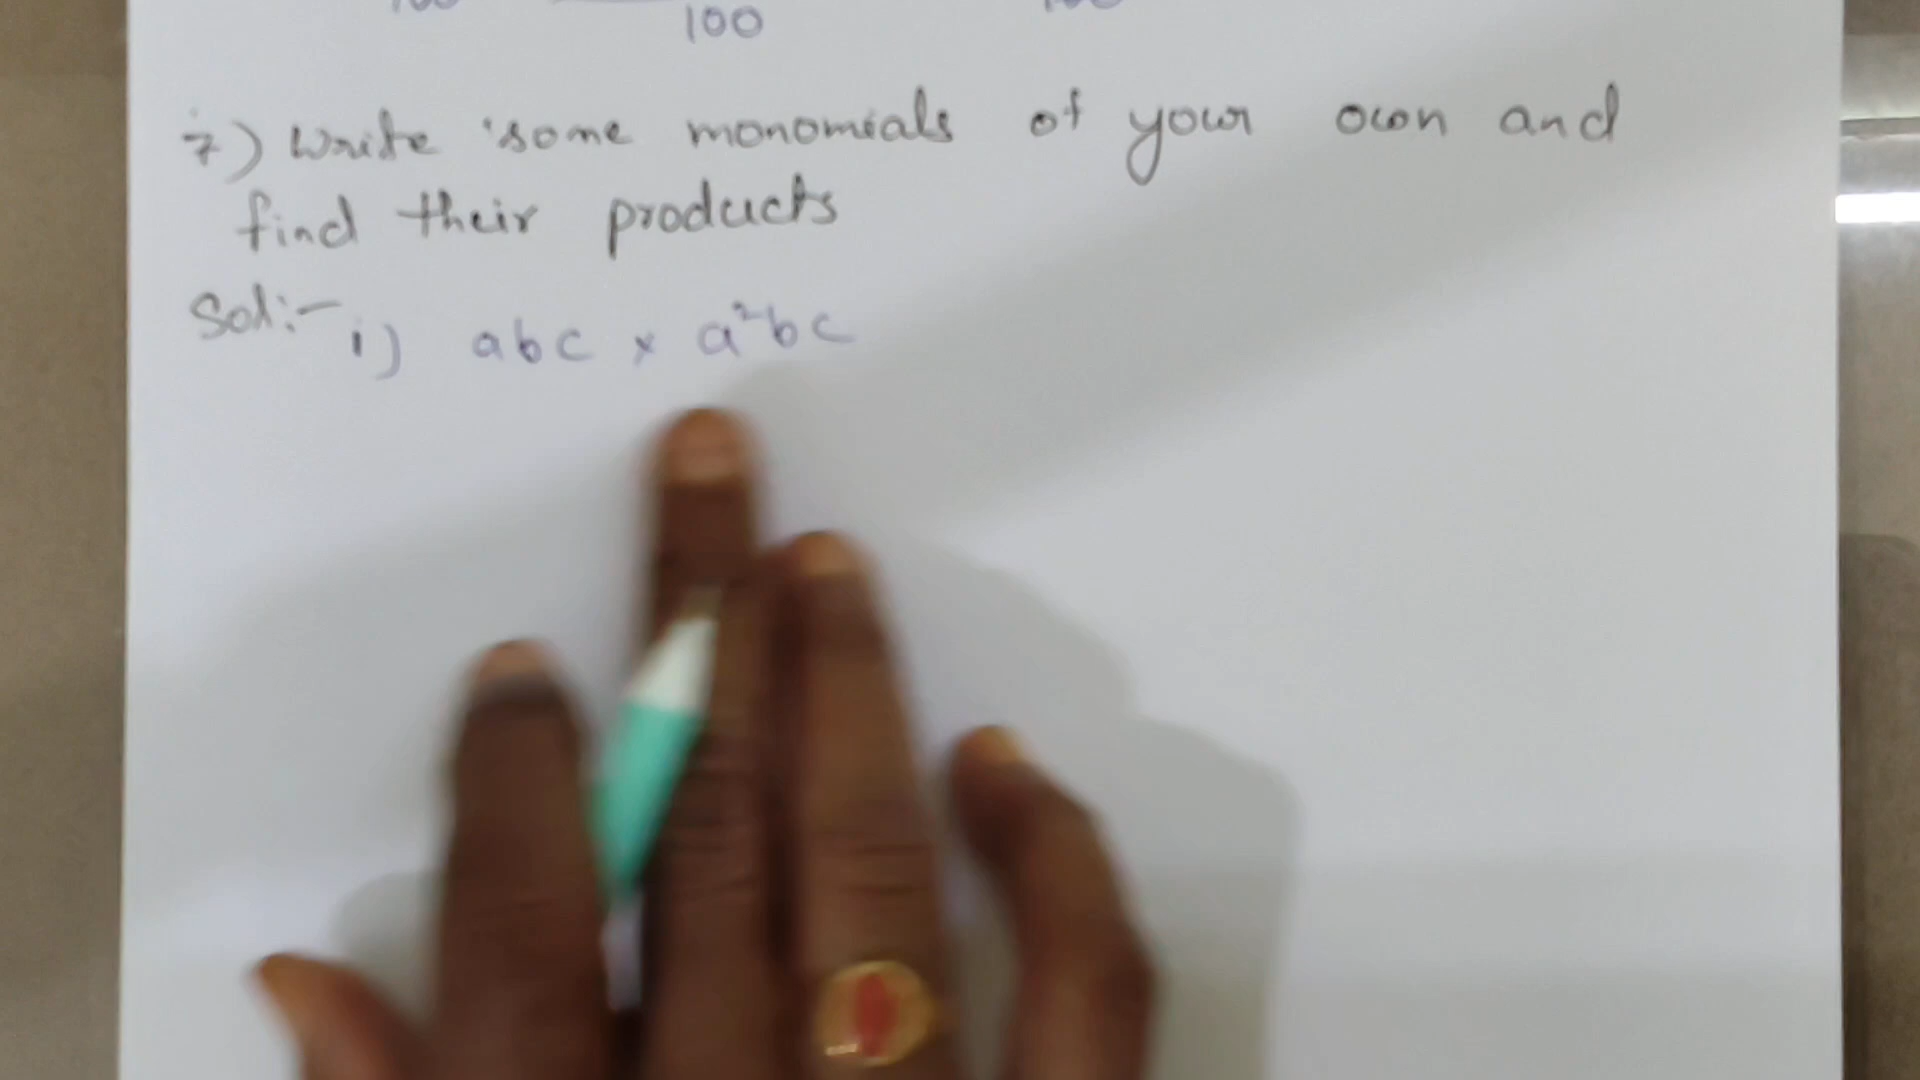 100
7) Write some monomials of your own and
find their products
Sol:- i) abc × a²bc